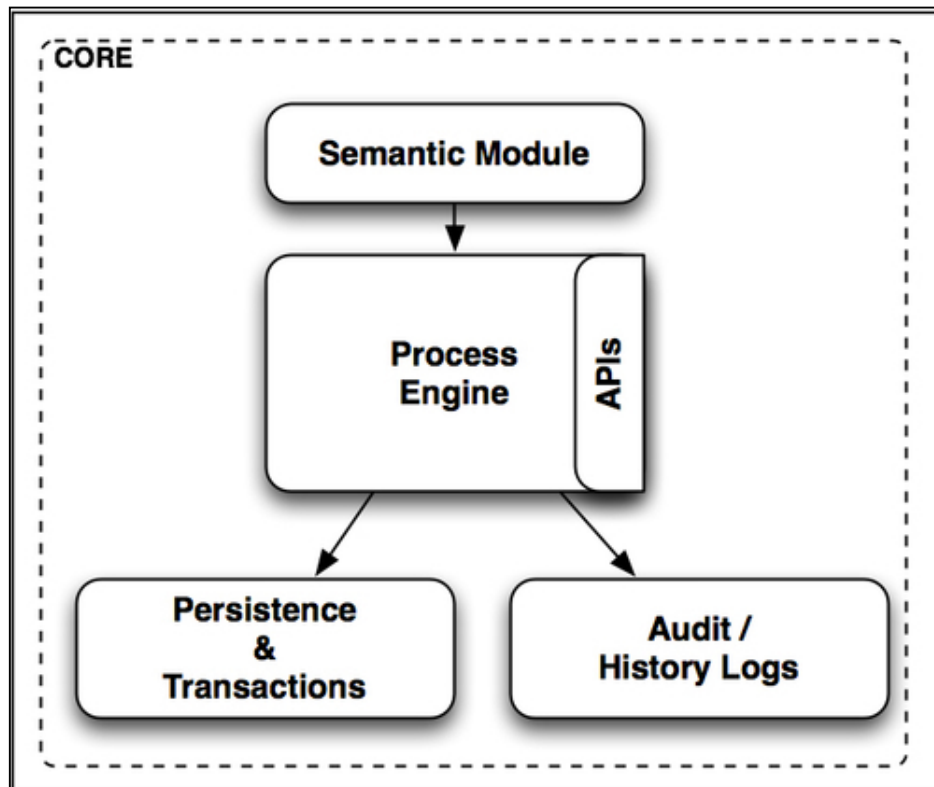 CORE
Semantic Module
Process
Engine
APIs
Persistence
&
Transactions
Audit /
History Logs